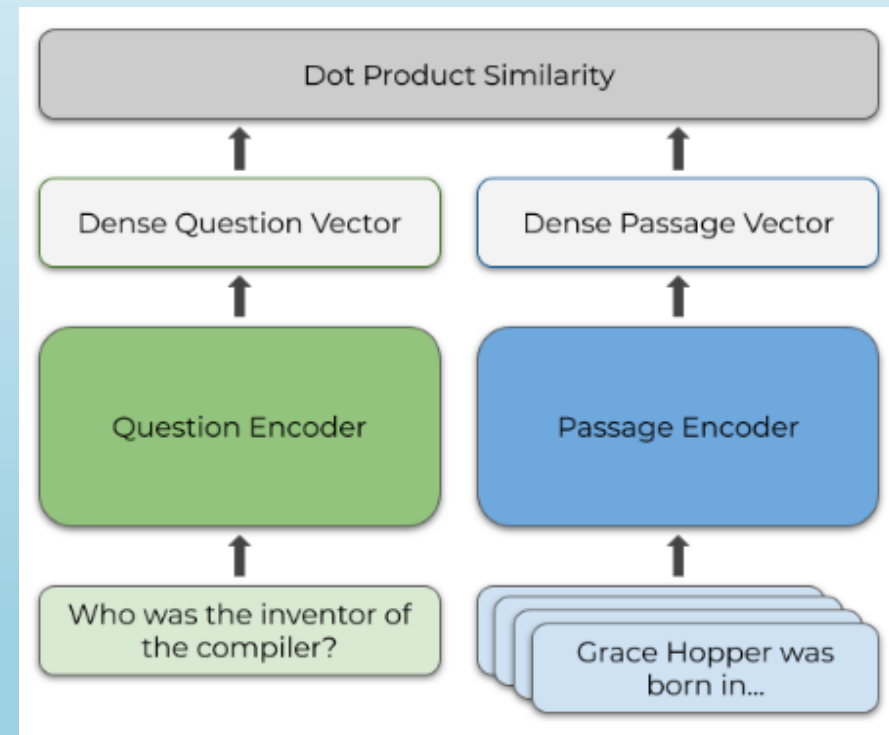 Dot Product Similarity
Dense Question Vector
Dense Passage Vector
Question Encoder
Passage Encoder
Who was the inventor of
the compiler?
Grace Hopper was
born in...